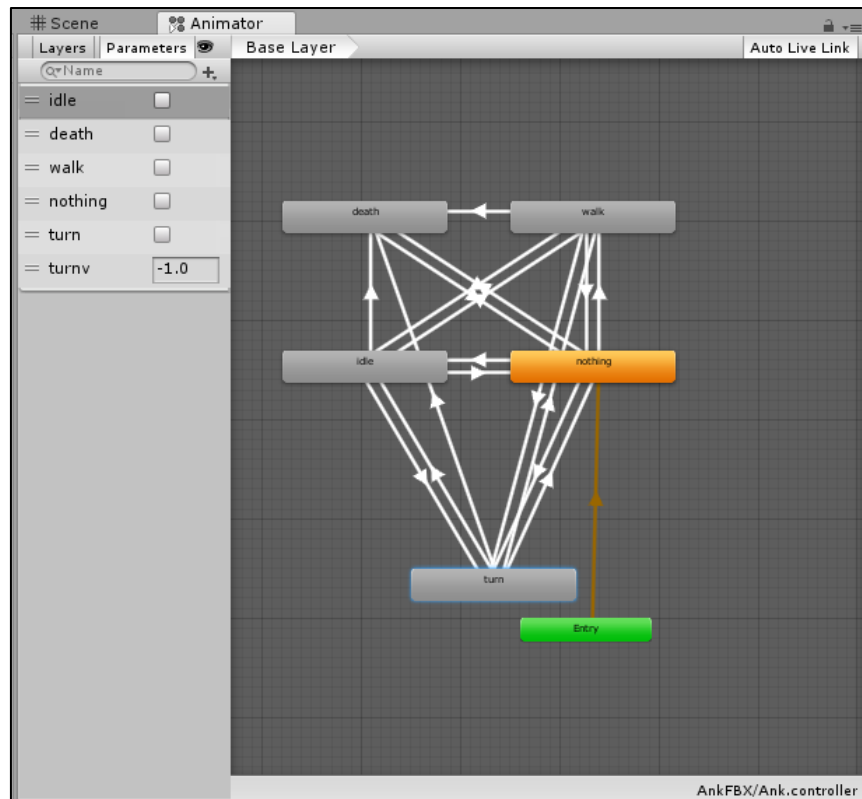 Scene
Animator
Layers
Parameters
Base Layer
Auto Live Link
Name
idle
death
walk
nothing
turn
turnv
-1.0
death
walk
idle
nothing
turn
Entry
AnkFBX/Ank.controller